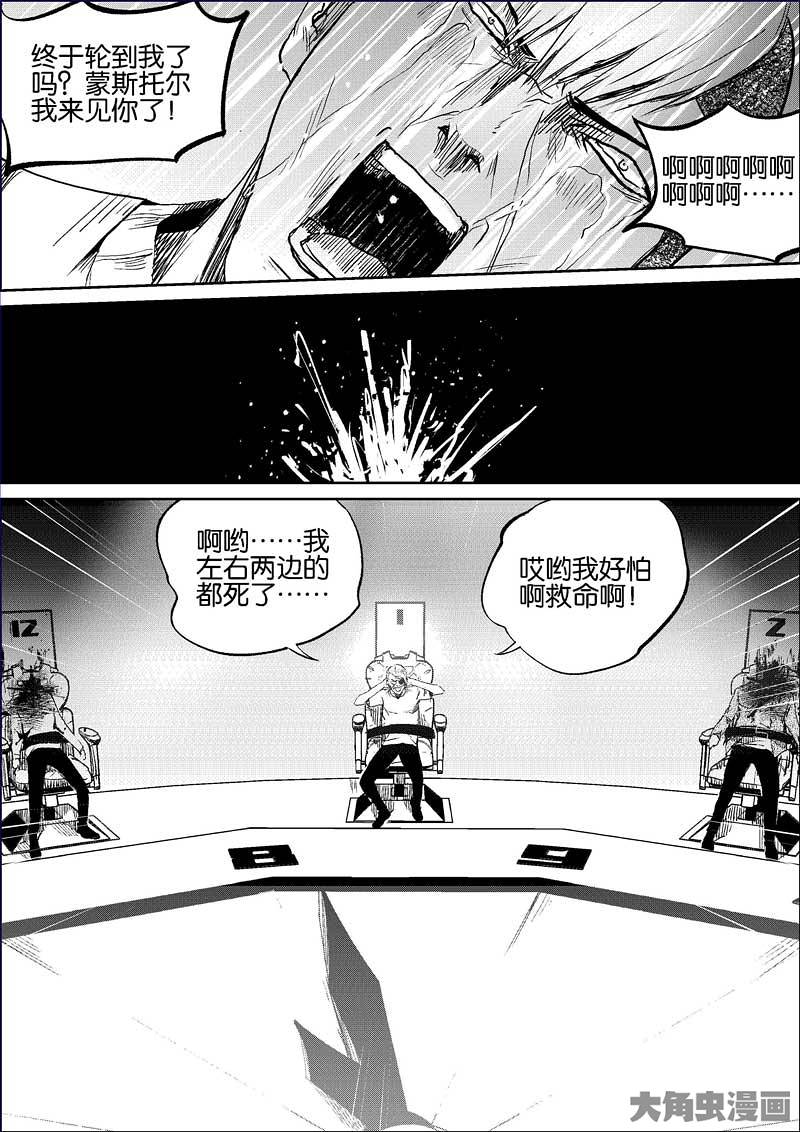 终于轮到我了
吗？蒙斯托尔
我来见你了！
啊啊啊啊啊
啊啊啊……
啊哟……我
左右两边的
都死了……
哎哟我好怕
啊救命啊！
12
1
2
8
9
大角虫漫画